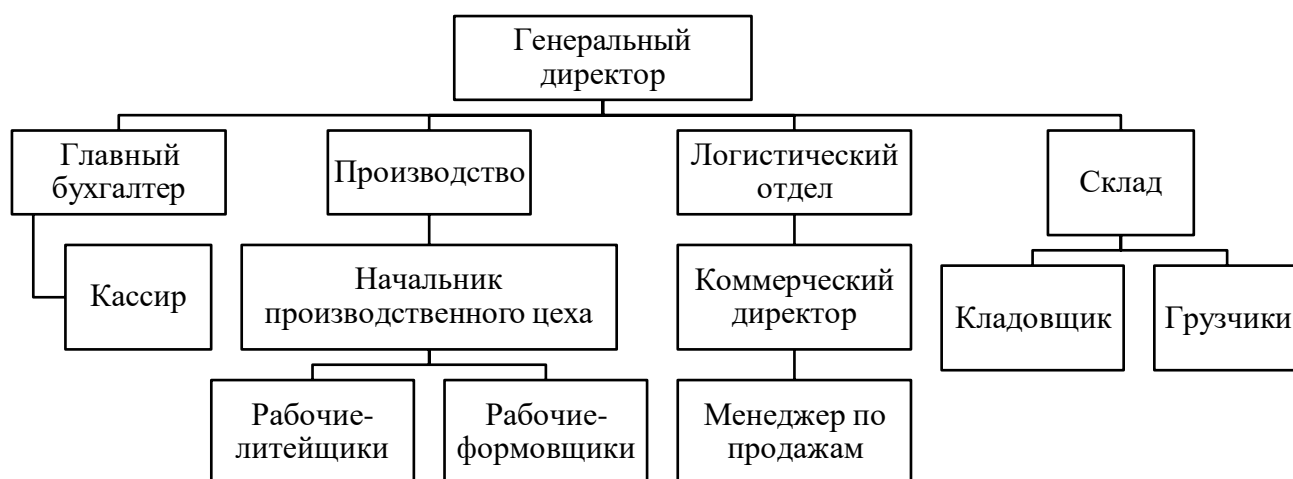 Генеральный
директор
Главный
бухгалтер
Производство
Логистический
отдел
Склад
Кассир
Начальник
производственного цеха
Коммерческий
директор
Кладовщик
Грузчики
Рабочие-
литейщики
Рабочие-
формовщики
Менеджер по
продажам